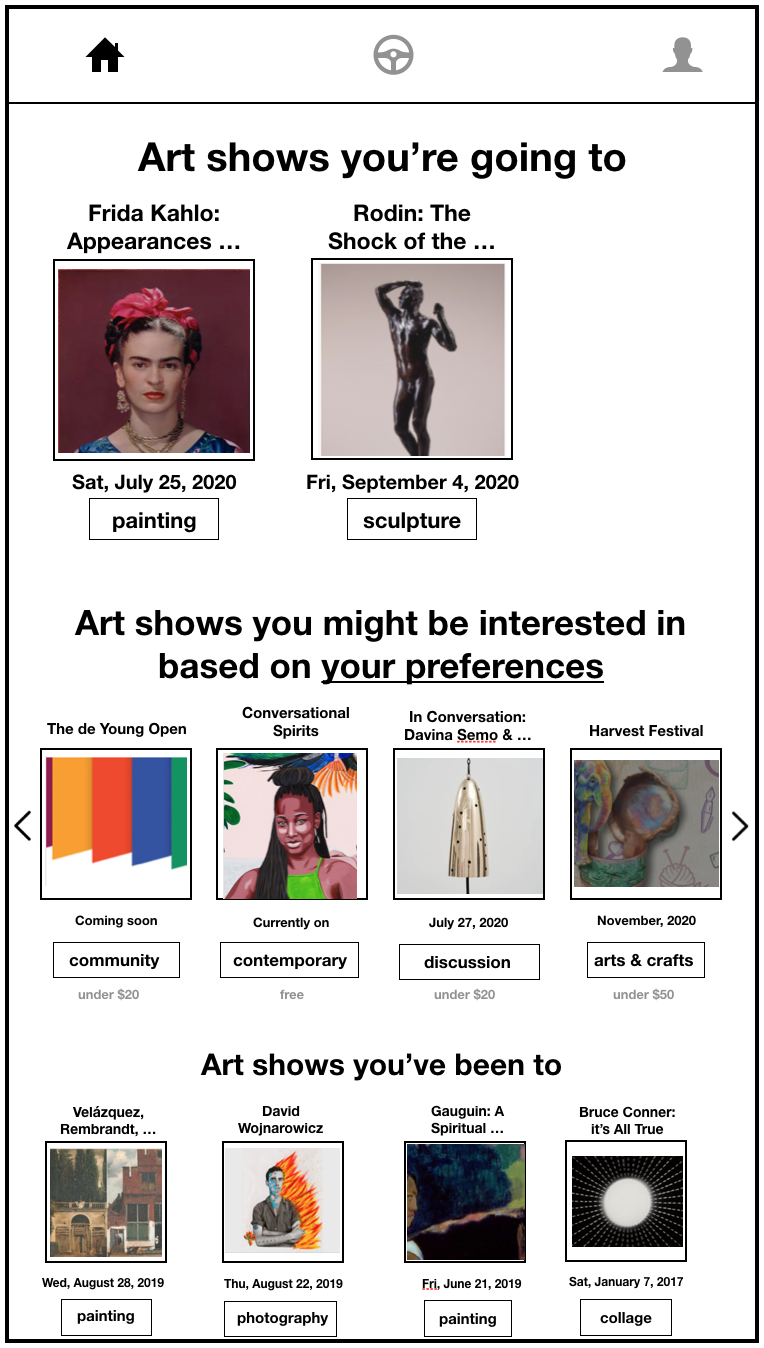 Art shows you’re going to
Frida Kahlo:
Appearances ...
Rodin: The
Shock of the ...
Sat, July 25, 2020
Fri, September 4, 2020
painting
sculpture
Art shows you might be interested in
based on your preferences
The de Young Open
Conversational
Spirits
In Conversation:
Davina Semo & ...
Harvest Festival
Coming soon
Currently on
July 27, 2020
November, 2020
community
contemporary
discussion
arts & crafts
under $20
free
under $20
under $50
Art shows you’ve been to
Velázquez,
Rembrandt, ...
David
Wojnarowicz
Gauguin: A
Spiritual ...
Bruce Conner:
it’s All True
Wed, August 28, 2019
Thu, August 22, 2019
Fri, June 21, 2019
Sat, January 7, 2017
painting
photography
painting
collage